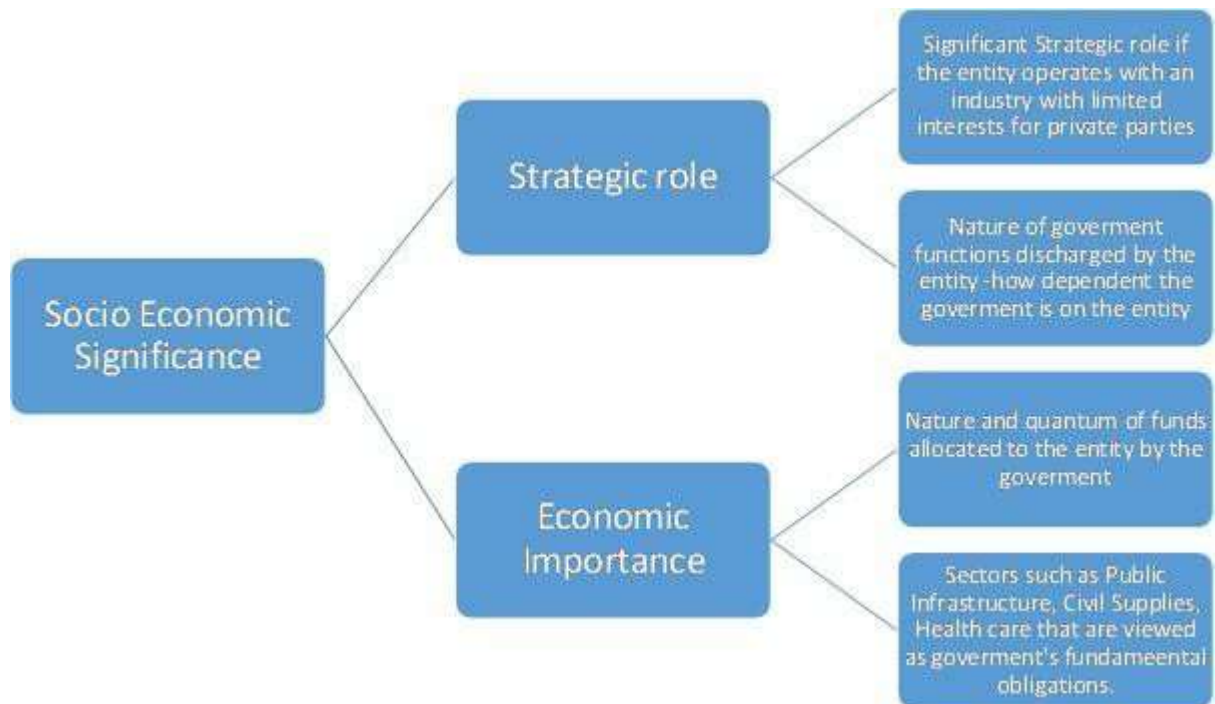 Socio Economic
Significance
Strategic role
Significant Strategic role if
the entity operates with an
industry with limited
interests for private parties
Nature of goverment
functions discharged by the
entity -how dependent the
goverment is on the entity
Economic
Importance
Nature and quantum of funds
allocated to the entity by the
goverment
Sectors such as Public
Infrastructure, Civil Supplies,
Health care that are viewed
as goverment's fundameental
obligations.